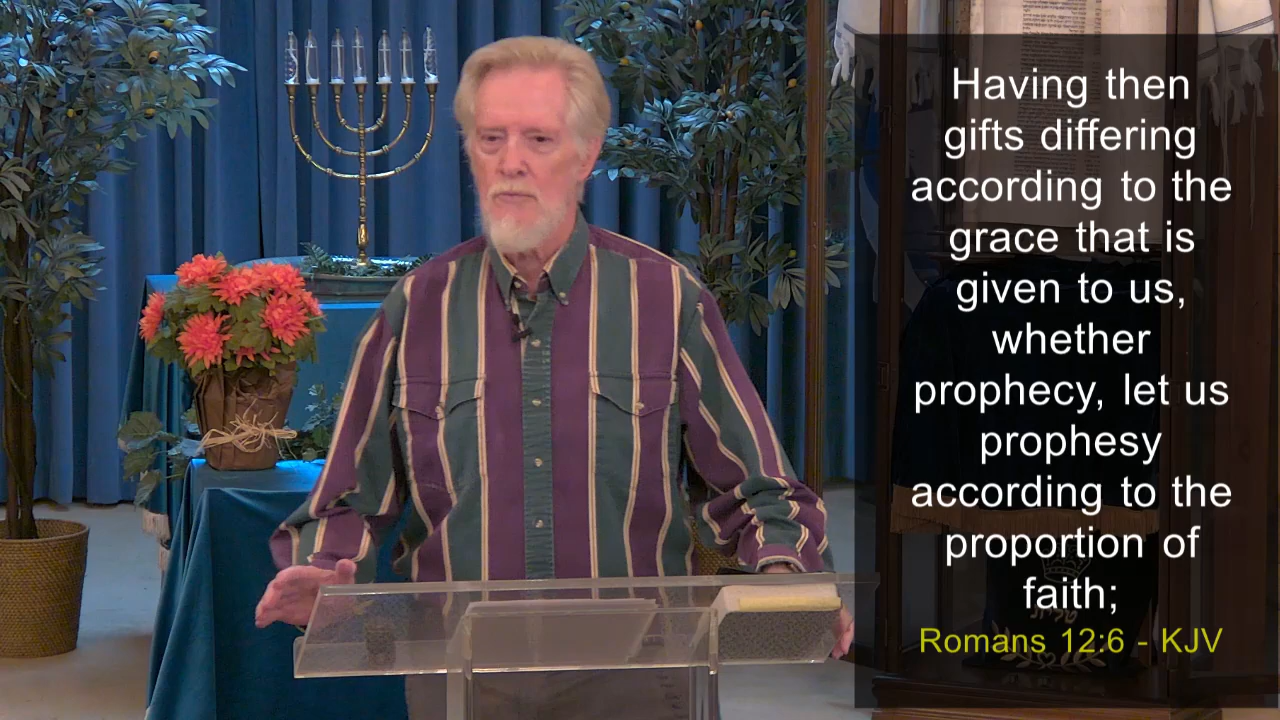 Having then
gifts differing
according to the
grace that is
given to us,
whether
prophecy, let us
prophesy
according to the
proportion of
faith;
Romans 12:6 - KJV
טלית